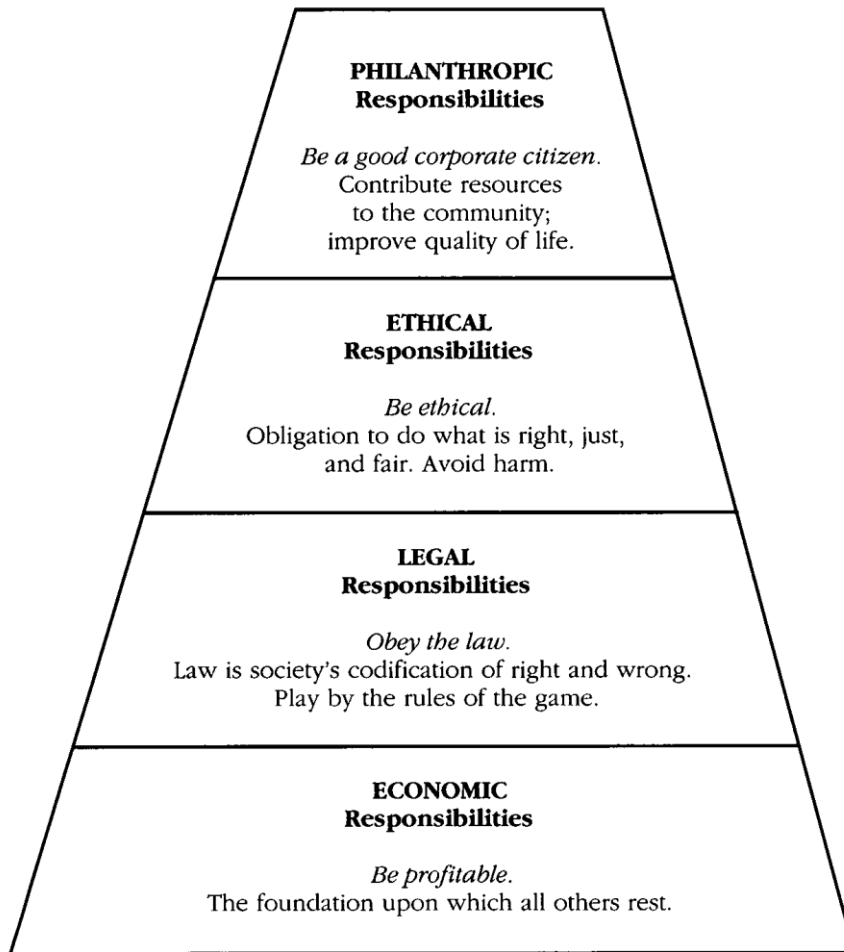 PHILANTHROPIC
Responsibilities
Be a good corporate citizen.
Contribute resources
to the community;
improve quality of life.
ETHICAL
Responsibilities
Be ethical.
Obligation to do what is right, just,
and fair. Avoid harm.
LEGAL
Responsibilities
Obey the law.
Law is society's codification of right and wrong.
Play by the rules of the game.
ECONOMIC
Responsibilities
Be profitable.
The foundation upon which all others rest.